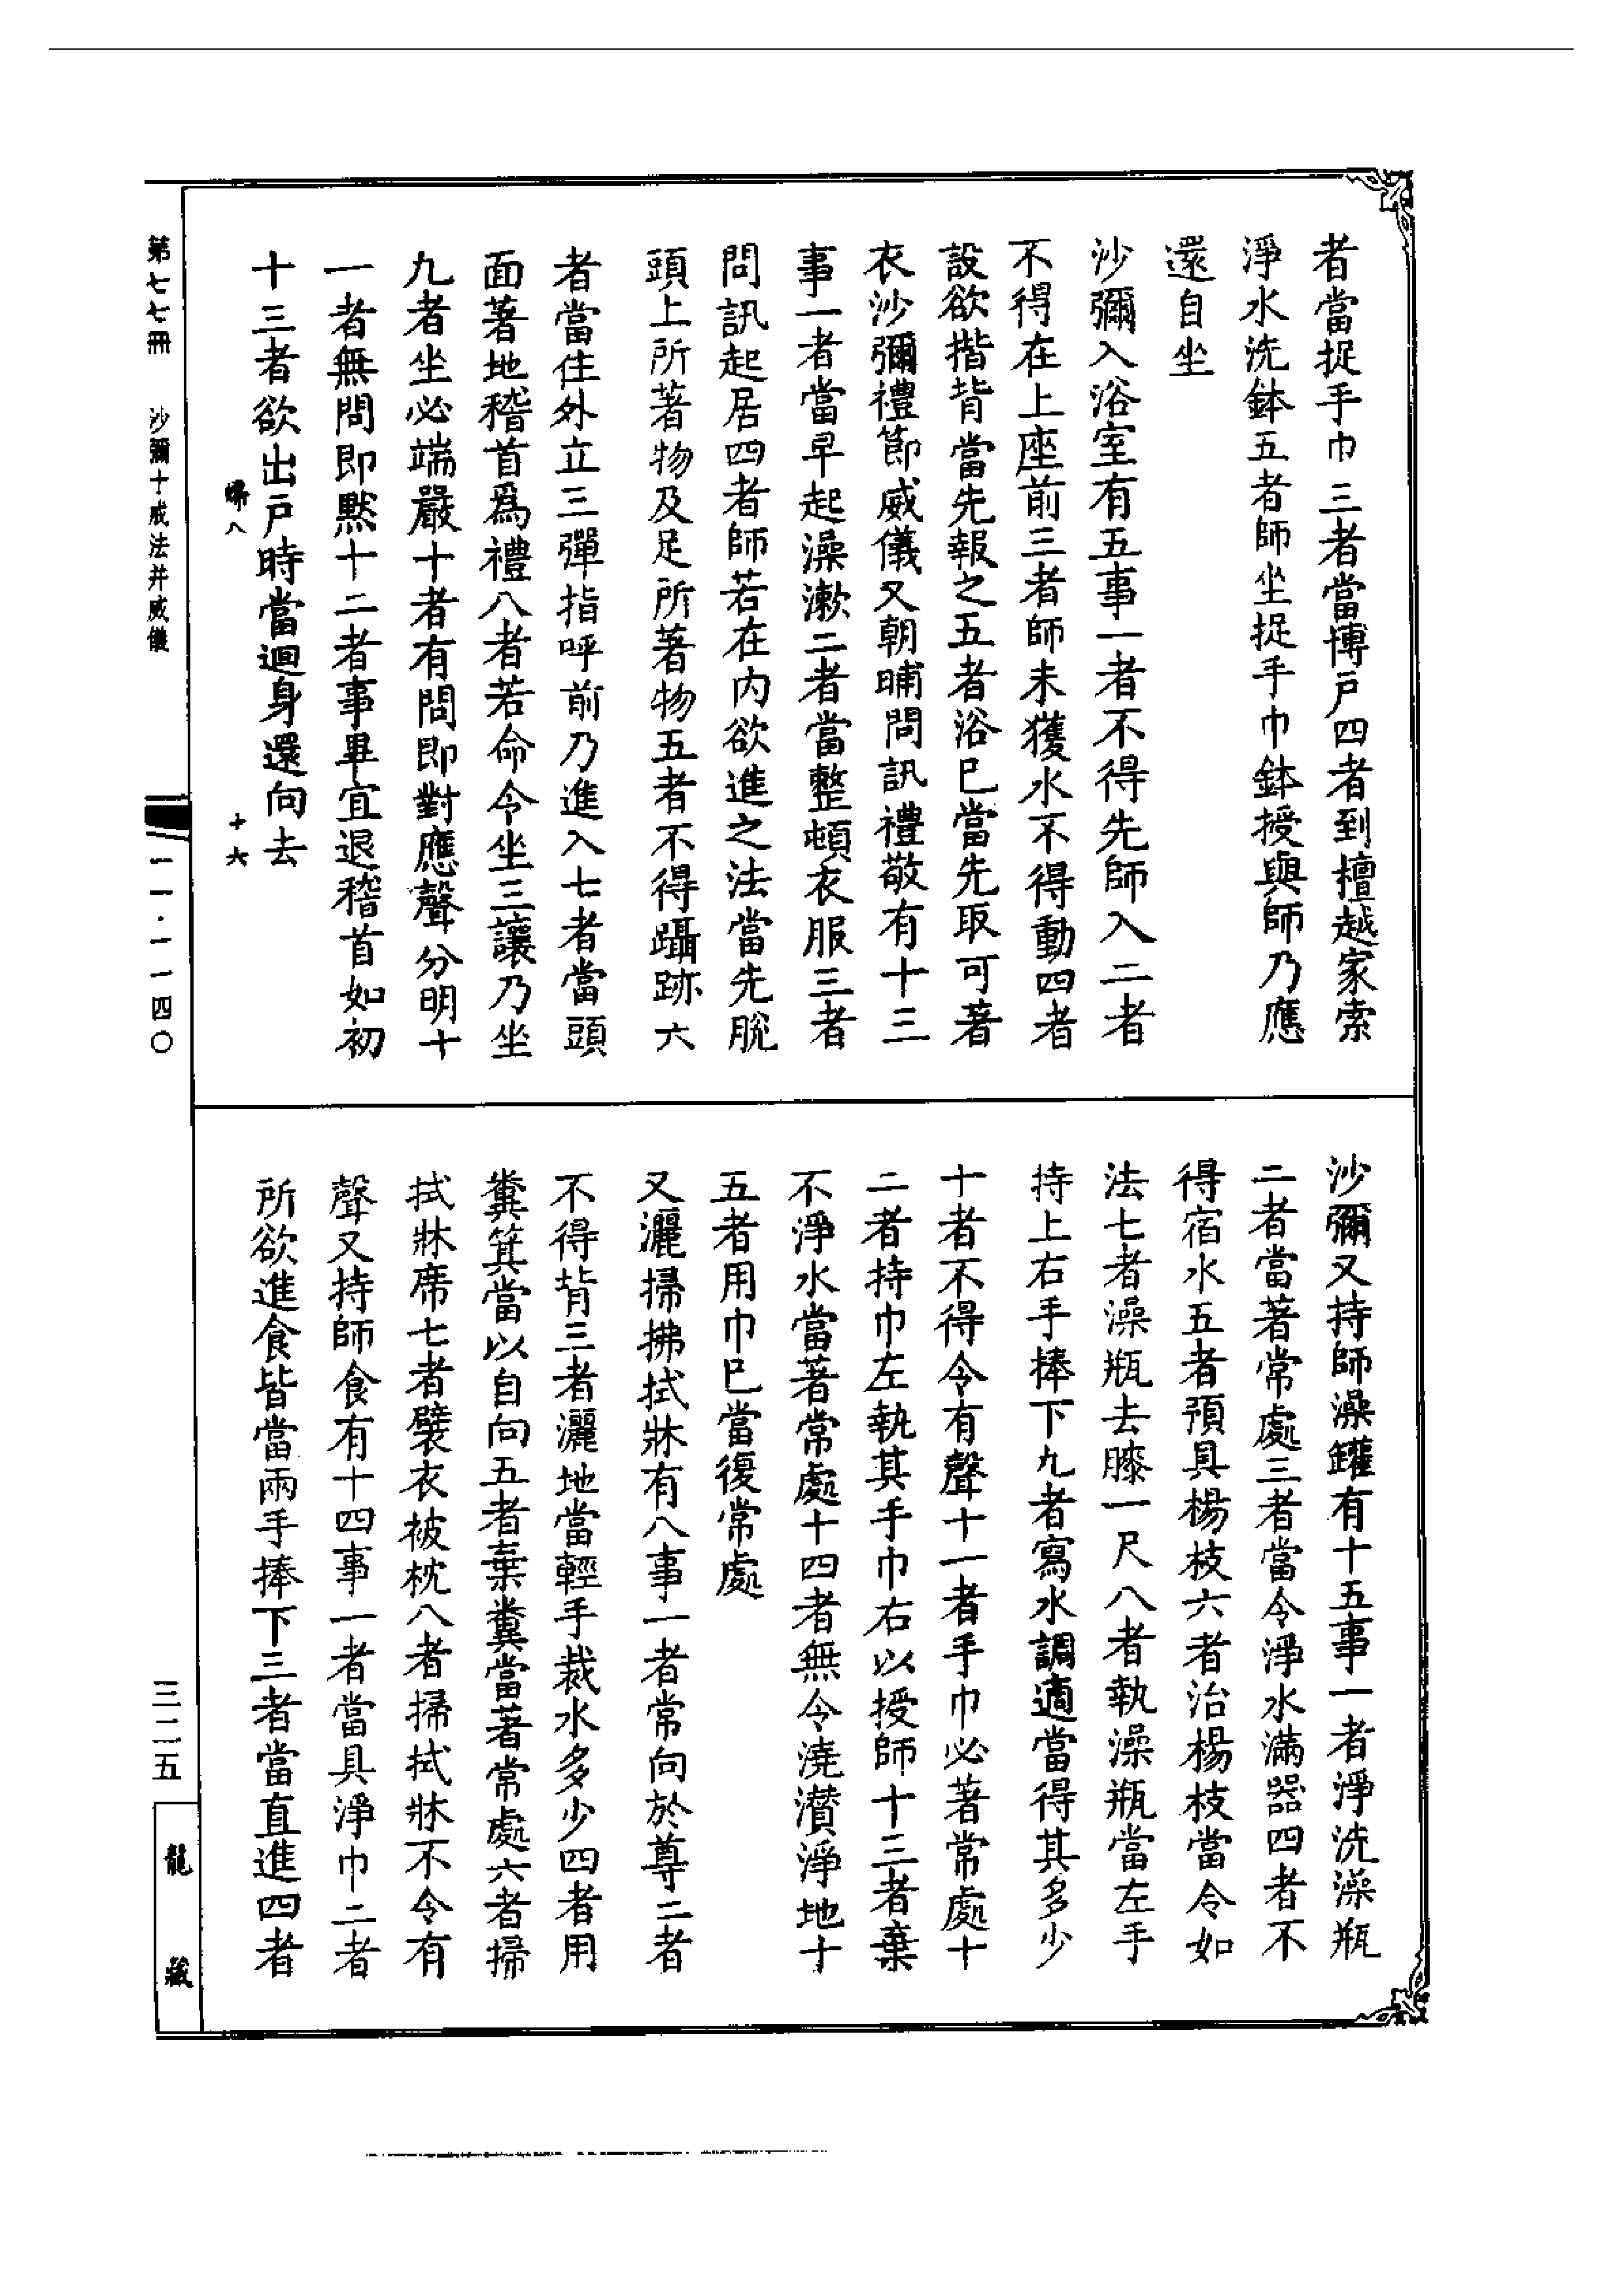 者當捉手巾三者當博戶四者到檀越家索
淨水洗鉢五者師坐捉手巾鉢授與師乃應
還自坐
沙彌入浴室有五事一者不得先師入二者
不得在上座前三者師未獲水不得動四者
設欲揩背當先報之五者浴已當先取可著
衣沙彌禮節威儀又朝晡問訊禮敬有十三
事一者當早起澡漱二者當整頓衣服三者
問訊起居四者師若在內欲進之法當先脫
頭上所著物及足所著物五者不得躡跡六
者當住外立三彈指呼前乃進入七者當頭
面著地稽首爲禮八者若命令坐三讓乃坐
九者坐必端嚴十者有問即對應聲分明十
一者無問即默十二者事畢宜退稽首如初
十三者欲出戶時當迴身還向去
八 十六
沙彌又持師澡罐有十五事一者淨洗澡瓶
二者當著常處三者當令淨水滿器四者不
得宿水五者預具楊枝六者治楊枝當令如
法七者澡瓶去膝一尺八者執澡瓶當左手
持上右手捧下九者寫水調適當得其多少
十者不得令有聲十一者手巾必著常處十
二者持巾左執其手巾右以授師十三者棄
不淨水當著常處十四者無令澆濽淨地十
五者用巾已當復常處
又灑掃拂拭牀有八事一者常向於尊二者
不得背三者灑地當輕手裁水多少四者用
糞箕當以自向五者棄糞當著常處六者掃
拭牀席七者襞衣被枕八者掃拭牀不令有
聲又持師食有十四事一者當具淨巾二者
所欲進食皆當兩手捧下三者當直進四者
第七七冊 沙彌十戒法并威儀 一一·一一四〇 三二五
龍藏